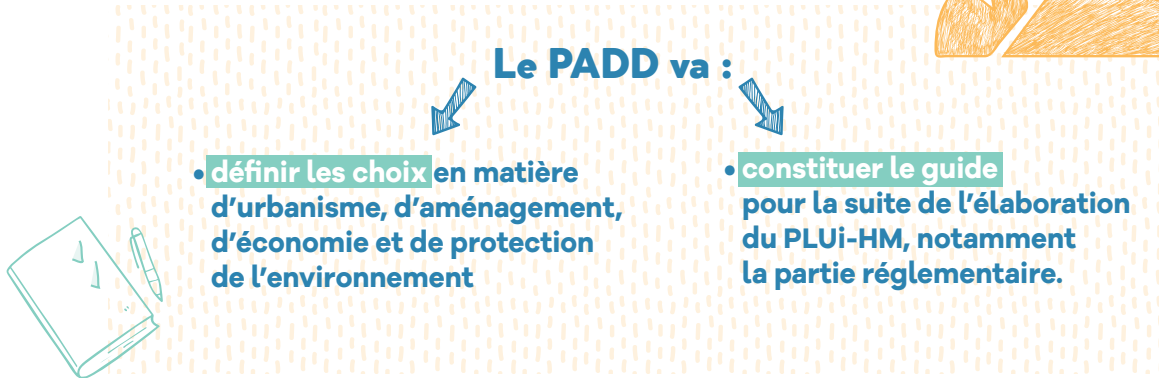 Le PADD va :
• définir les choix en matière
d’urbanisme, d’aménagement,
d’économie et de protection
de l’environnement
• constituer le guide
pour la suite de l’élaboration
du PLUi-HM, notamment
la partie réglementaire.